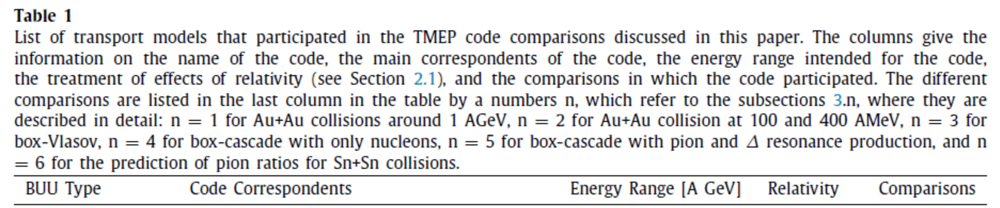 Table 1
List of transport models that participated in the TMEP code comparisons discussed in this paper. The columns give the
information on the name of the code, the main correspondents of the code, the energy range intended for the code,
the treatment of effects of relativity (see Section 2.1), and the comparisons in which the code participated. The different
comparisons are listed in the last column in the table by a numbers n, which refer to the subsections 3.n, where they are
described in detail: n = 1 for Au+Au collisions around 1 AGeV, n = 2 for Au+Au collision at 100 and 400 AMeV, n = 3 for
box-Vlasov, n = 4 for box-cascade with only nucleons, n = 5 for box-cascade with pion and Δ resonance production, and n
= 6 for the prediction of pion ratios for Sn+Sn collisions.
BUU Type Code Correspondents Energy Range [A GeV] Relativity Comparisons